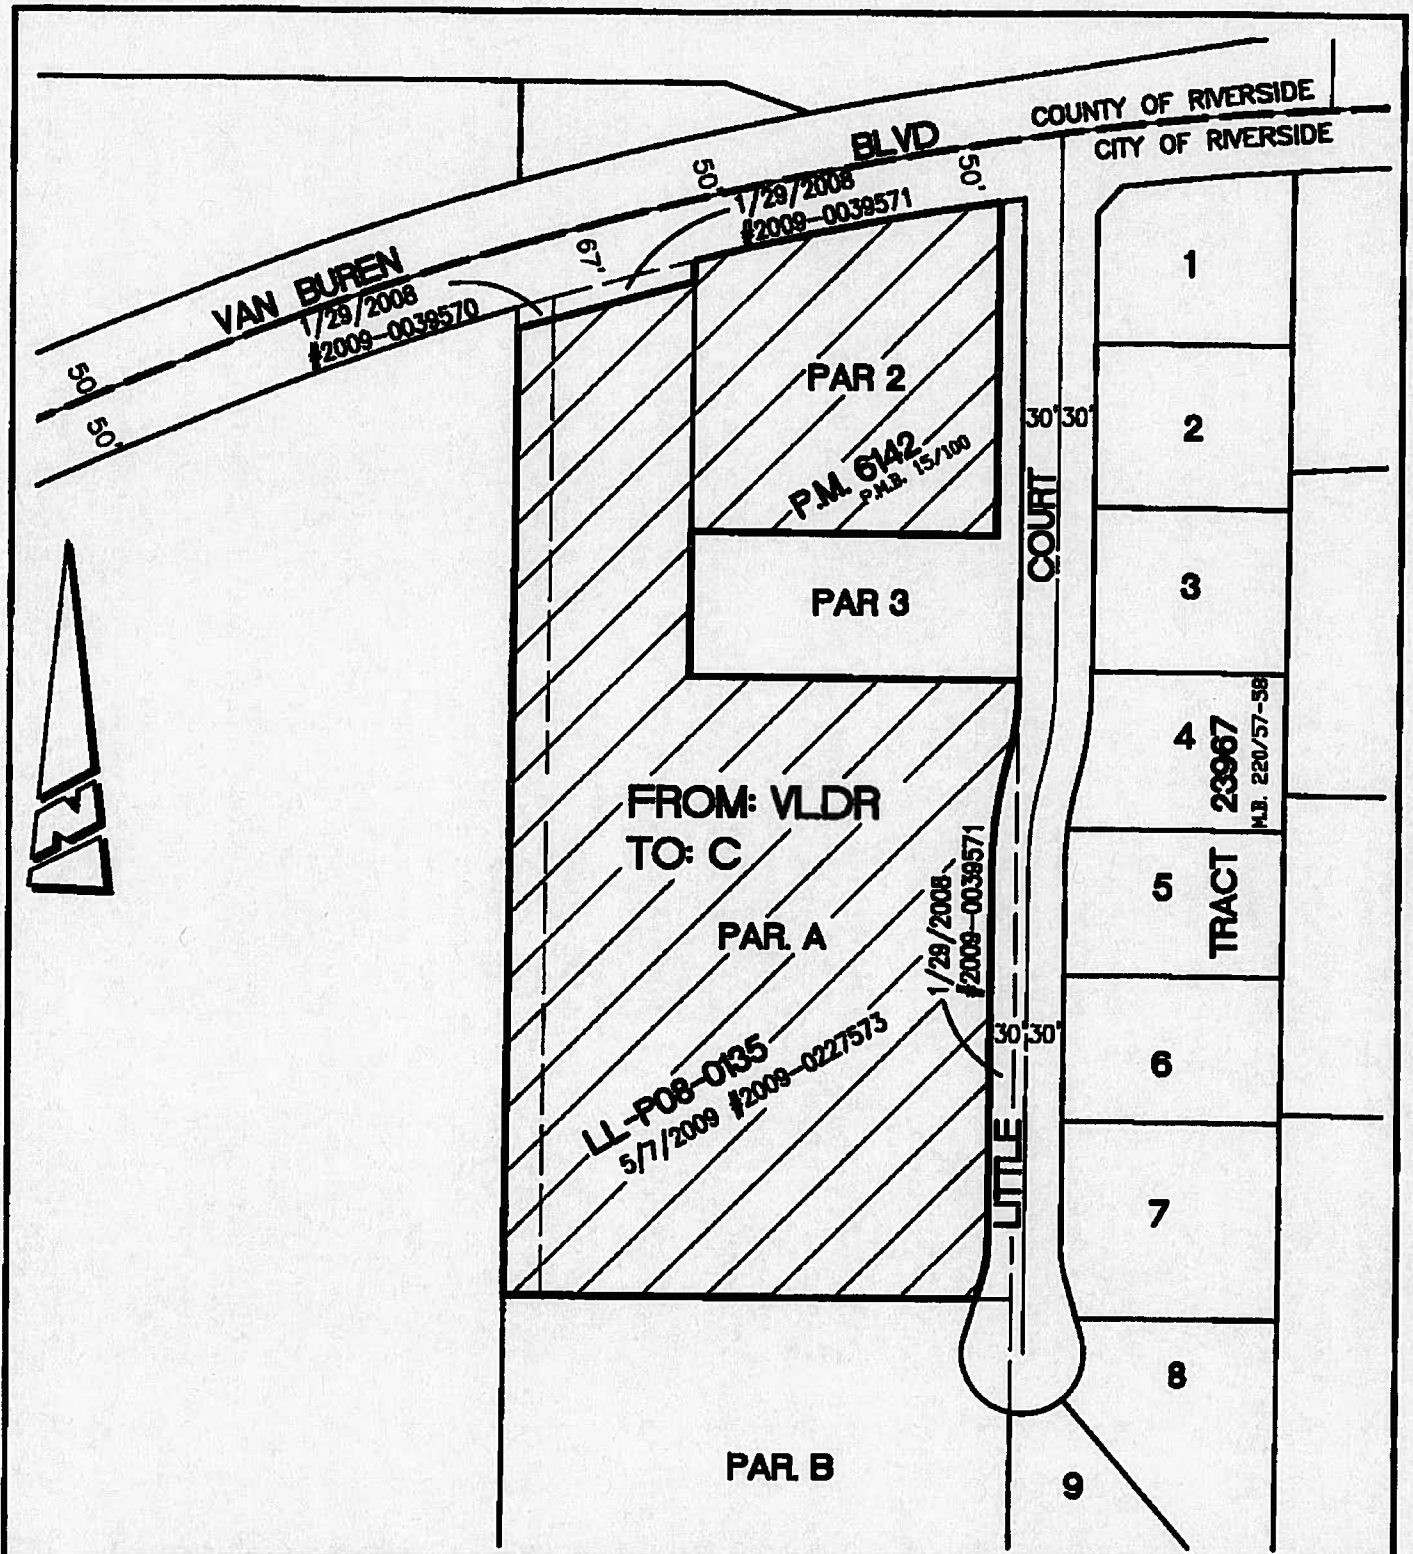 COUNTY OF RIVERSIDE
CITY OF RIVERSIDE
VAN BUREN BLVD
50'
50'
1/29/2008
#2009-0039571
67'
1/29/2008
#2009-0039570
50'
50'
PAR 2
P.M. 6142
P.M.B. 15/100
PAR 3
30' 30'
COURT
1
2
3
4
5
6
7
8
9
TRACT 23967
M.B. 220/57-58
FROM: VLDR
TO: C
PAR. A
1/29/2008
#2009-0039571
LL-P08-0135
5/7/2009 #2009-0227573
30' 30'
LITTLE
PAR. B
N